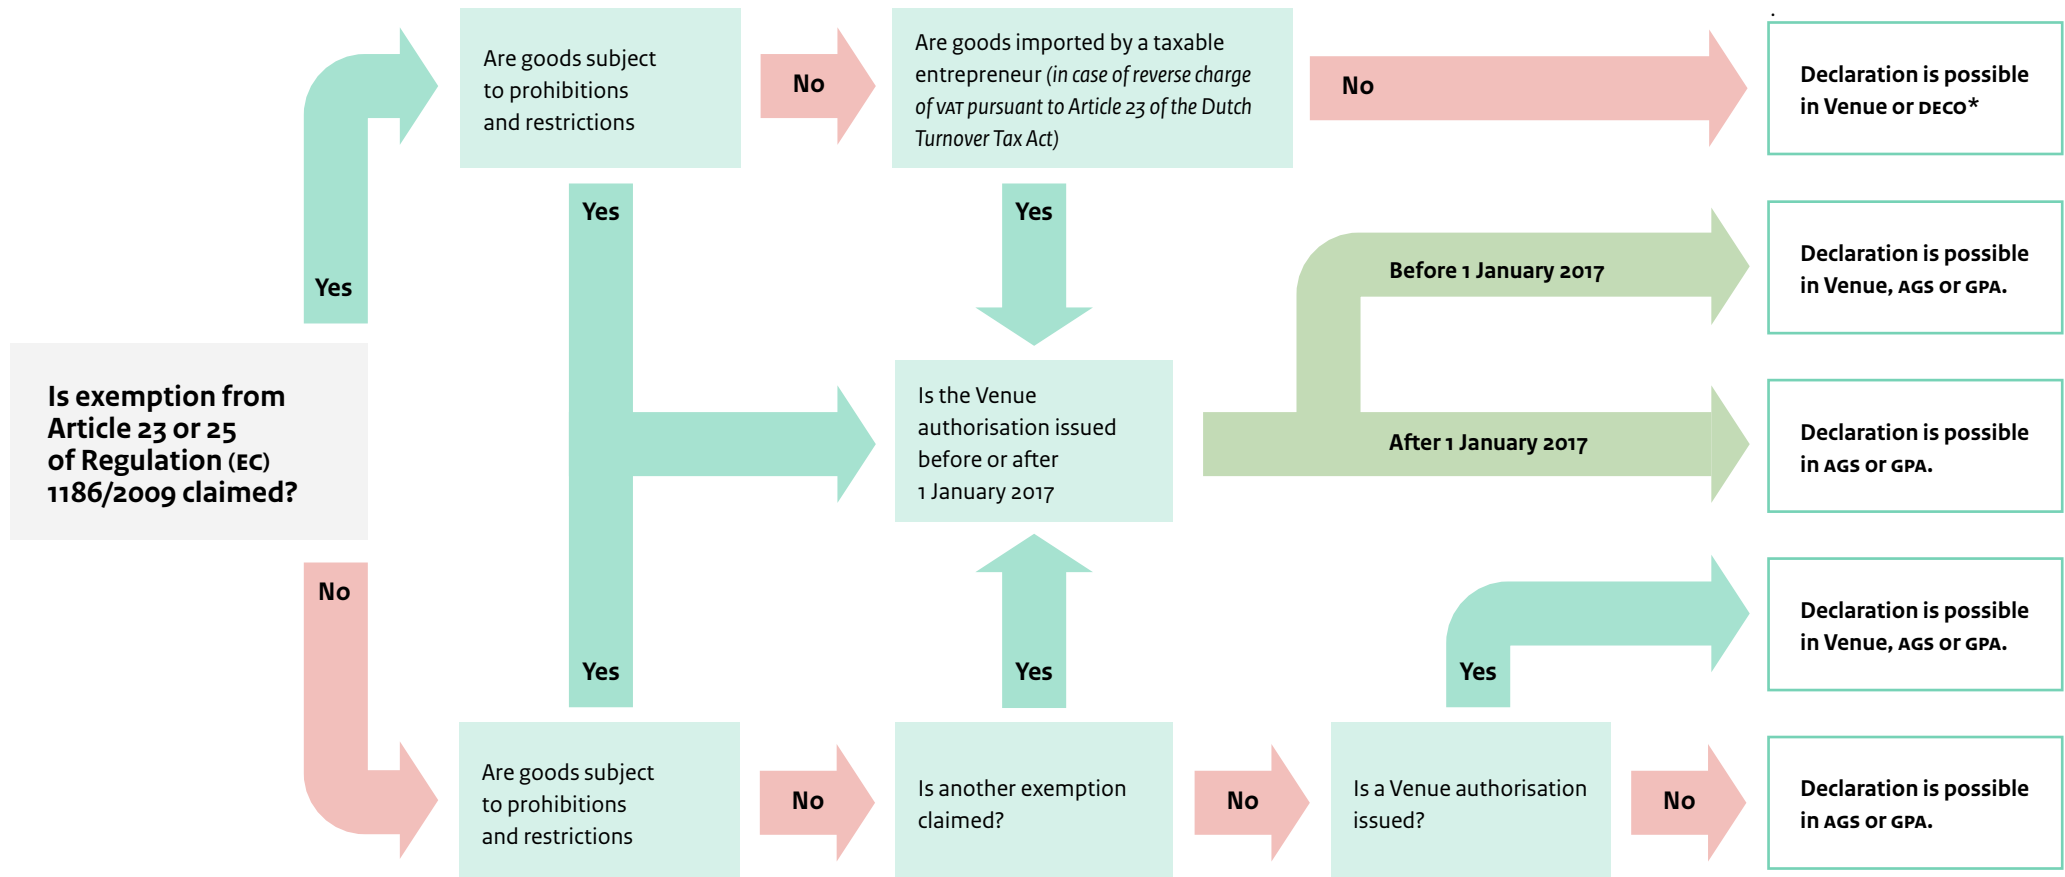 Are goods subject
to prohibitions
and restrictions
No
Are goods imported by a taxable
entrepreneur (in case of reverse charge
of VAT pursuant to Article 23 of the Dutch
Turnover Tax Act)
No
.
Declaration is possible
in Venue or DECO*
Yes
Yes
Yes
Before 1 January 2017
Declaration is possible
in Venue, AGS or GPA.
Is exemption from
Article 23 or 25
of Regulation (EC)
1186/2009 claimed?
Is the Venue
authorisation issued
before or after
1 January 2017
After 1 January 2017
Declaration is possible
in AGS or GPA.
No
Yes
Yes
Yes
Declaration is possible
in Venue, AGS or GPA.
Are goods subject
to prohibitions
and restrictions
No
Is another exemption
claimed?
No
Is a Venue authorisation
issued?
No
Declaration is possible
in AGS or GPA.